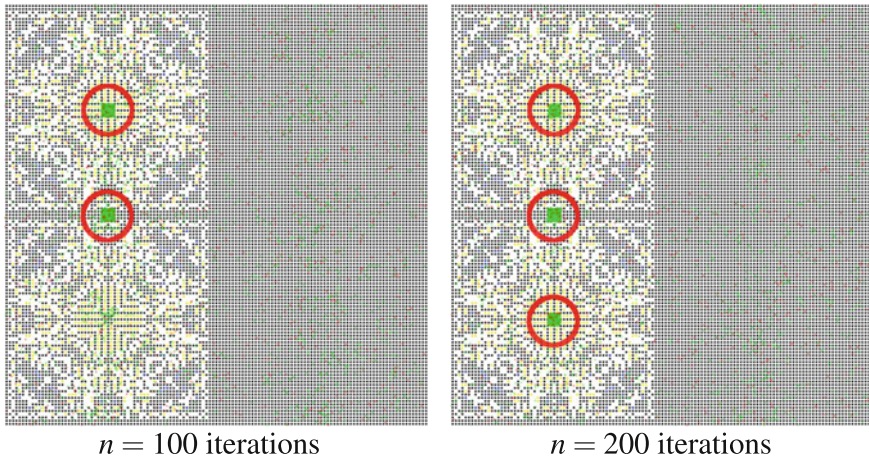 n = 100 iterations
n = 200 iterations